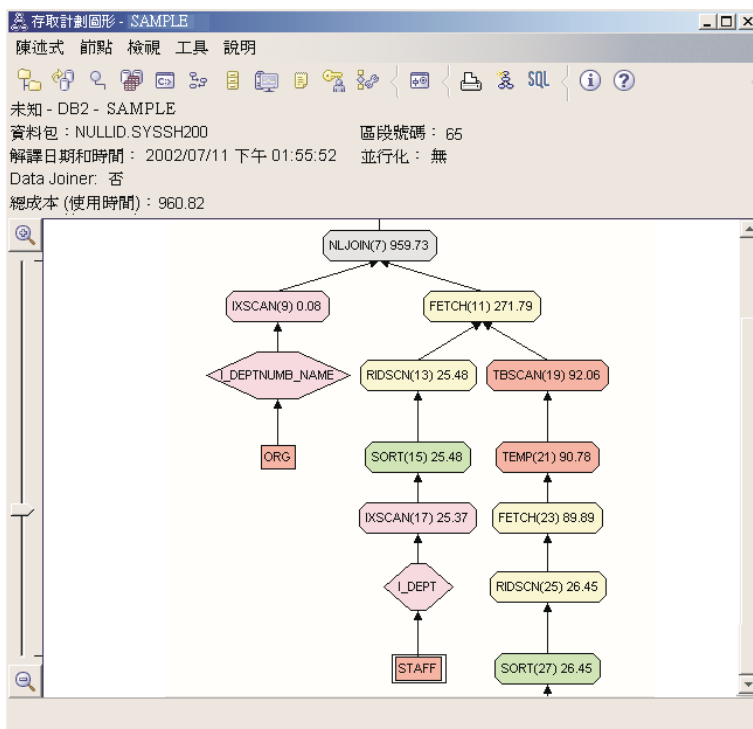 存取計劃圖形 - SAMPLE
陳述式 節點 檢視 工具 說明
SQL
未知 - DB2 - SAMPLE
資料包：NULLID.SYSSH200 區段號碼： 65
解譯日期和時間： 2002/07/11 下午 01:55:52 並行化： 無
Data Joiner: 否
總成本 (使用時間)：960.82
NLJOIN(7) 959.73
IXSCAN(9) 0.08 FETCH(11) 271.79
I_DEPTNUMB_NAME RIDSCN(13) 25.48 TBSCAN(19) 92.06
ORG SORT(15) 25.48 TEMP(21) 90.78
IXSCAN(17) 25.37 FETCH(23) 89.89
I_DEPT RIDSCN(25) 26.45
STAFF SORT(27) 26.45